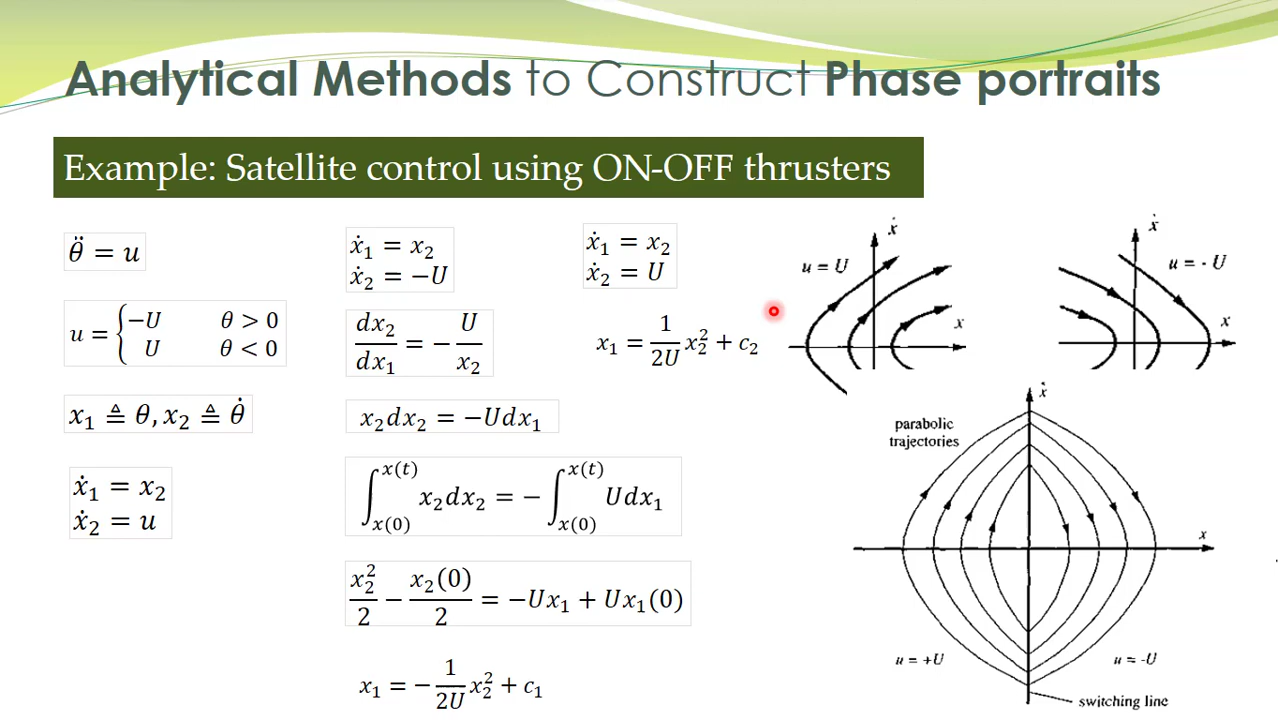 Analytical Methods to Construct Phase portraits
Example: Satellite control using ON-OFF thrusters
θ̈ = u
u = {−U θ > 0
U θ < 0
x₁ ≜ θ, x₂ ≜ θ̇
ẋ₁ = x₂
ẋ₂ = u
ẋ₁ = x₂
ẋ₂ = −U
dx₂/dx₁ = − U/x₂
x₂dx₂ = −Udx₁
∫_{x(0)}^{x(t)} x₂dx₂ = − ∫_{x(0)}^{x(t)} Udx₁
x₂²/2 − x₂(0)/2 = −Ux₁ + Ux₁(0)
x₁ = − 1/2U x₂² + c₁
ẋ₁ = x₂
ẋ₂ = U
x₁ = 1/2U x₂² + c₂
ẋ
u = U
x
ẋ
u = - U
x
ẋ
parabolic
trajectories
x
u = +U
u = -U
switching line